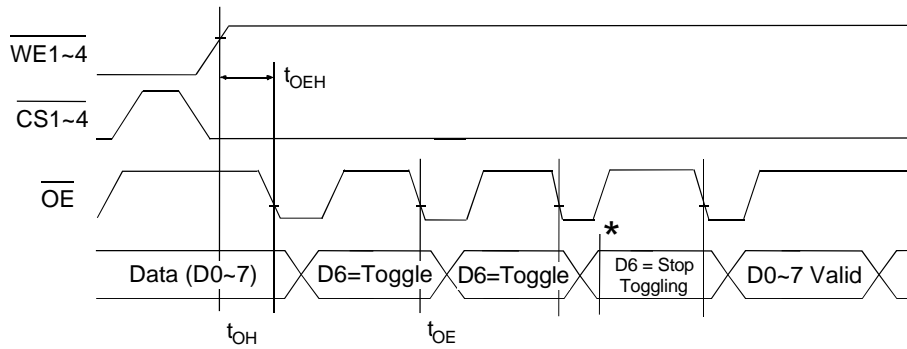 WE1~4
tOEH
CS1~4
OE
*
Data (D0~7)
D6=Toggle
D6=Toggle
D6 = Stop
Toggling
D0~7 Valid
tOH
tOE